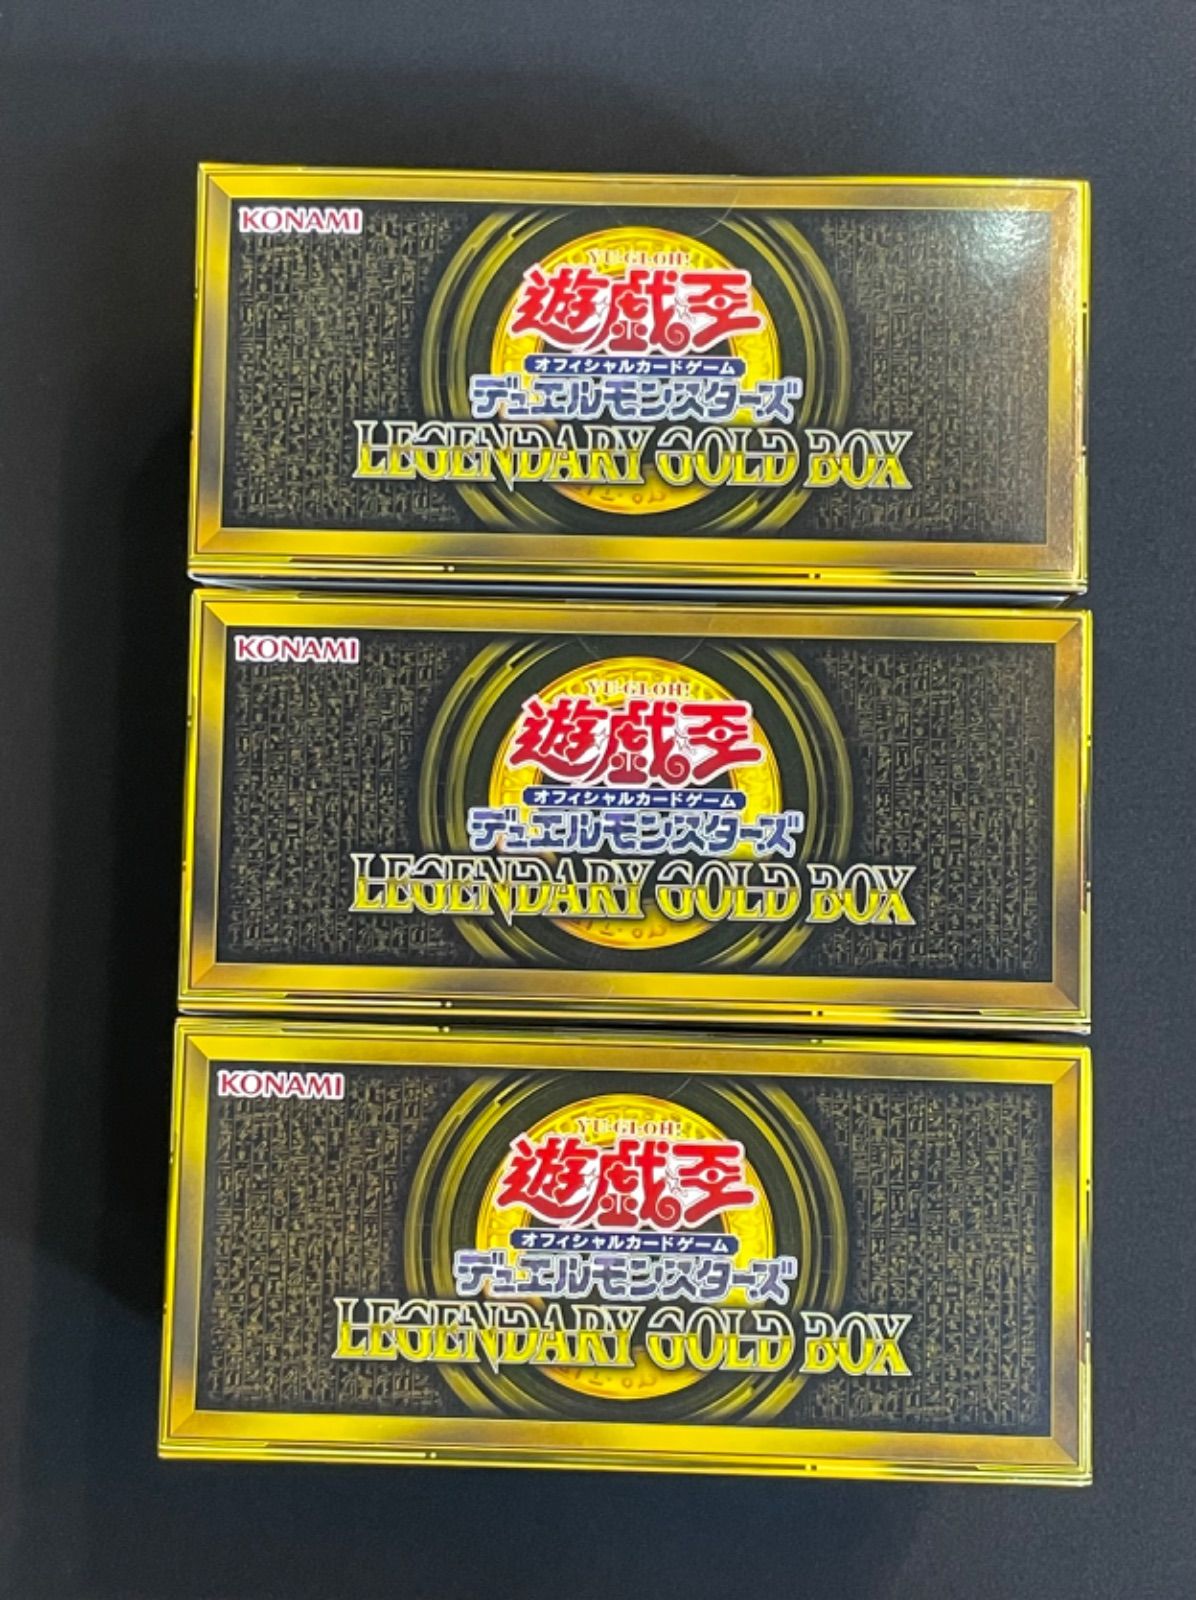 KONAMI
YU-GI-OH!
遊戯王
オフィシャルカードゲーム
デュエルモンスターズ
LEGENDARY GOLD BOX
KONAMI
YU-GI-OH!
遊戯王
オフィシャルカードゲーム
デュエルモンスターズ
LEGENDARY GOLD BOX
KONAMI
YU-GI-OH!
遊戯王
オフィシャルカードゲーム
デュエルモンスターズ
LEGENDARY GOLD BOX